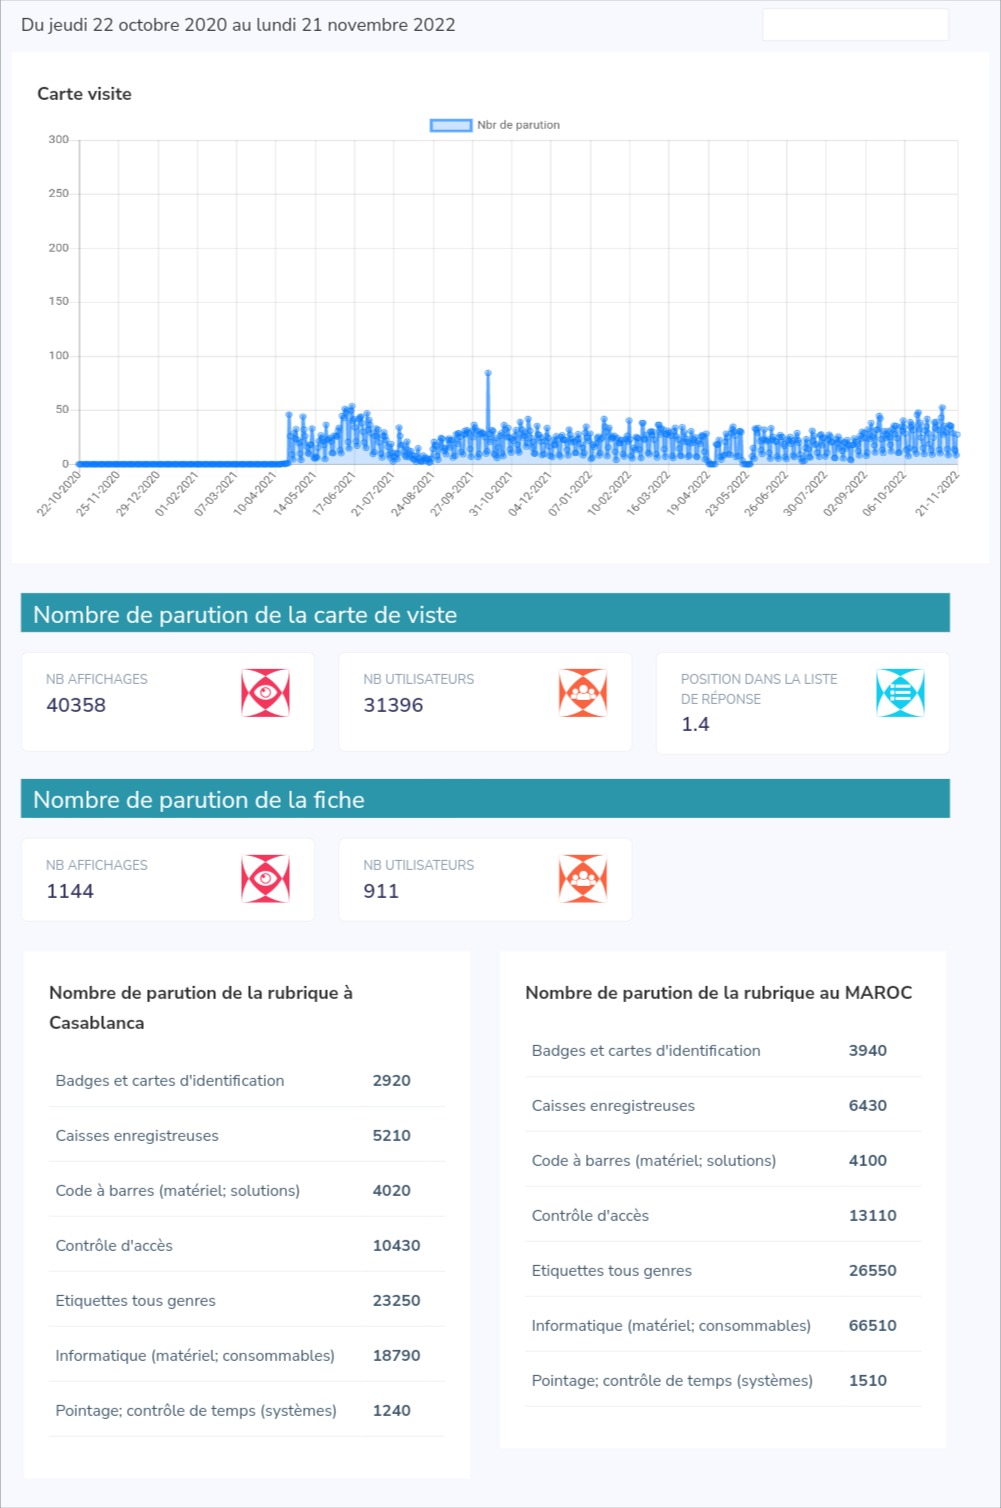 Du jeudi 22 octobre 2020 au lundi 21 novembre 2022
Carte visite
Nbr de parution
300
250
200
150
100
50
0
22-10-2020
25-11-2020
29-12-2020
01-02-2021
07-03-2021
10-04-2021
14-05-2021
17-06-2021
21-07-2021
24-08-2021
27-09-2021
31-10-2021
04-12-2021
07-01-2022
10-02-2022
16-03-2022
19-04-2022
23-05-2022
26-06-2022
30-07-2022
02-09-2022
06-10-2022
21-11-2022
Nombre de parution de la carte de viste
NB AFFICHAGES
40358
NB UTILISATEURS
31396
POSITION DANS LA LISTE
DE RÉPONSE
1.4
Nombre de parution de la fiche
NB AFFICHAGES
1144
NB UTILISATEURS
911
Nombre de parution de la rubrique à
Casablanca
Badges et cartes d'identification 2920
Caisses enregistreuses 5210
Code à barres (matériel; solutions) 4020
Contrôle d'accès 10430
Etiquettes tous genres 23250
Informatique (matériel; consommables) 18790
Pointage; contrôle de temps (systèmes) 1240
Nombre de parution de la rubrique au MAROC
Badges et cartes d'identification 3940
Caisses enregistreuses 6430
Code à barres (matériel; solutions) 4100
Contrôle d'accès 13110
Etiquettes tous genres 26550
Informatique (matériel; consommables) 66510
Pointage; contrôle de temps (systèmes) 1510